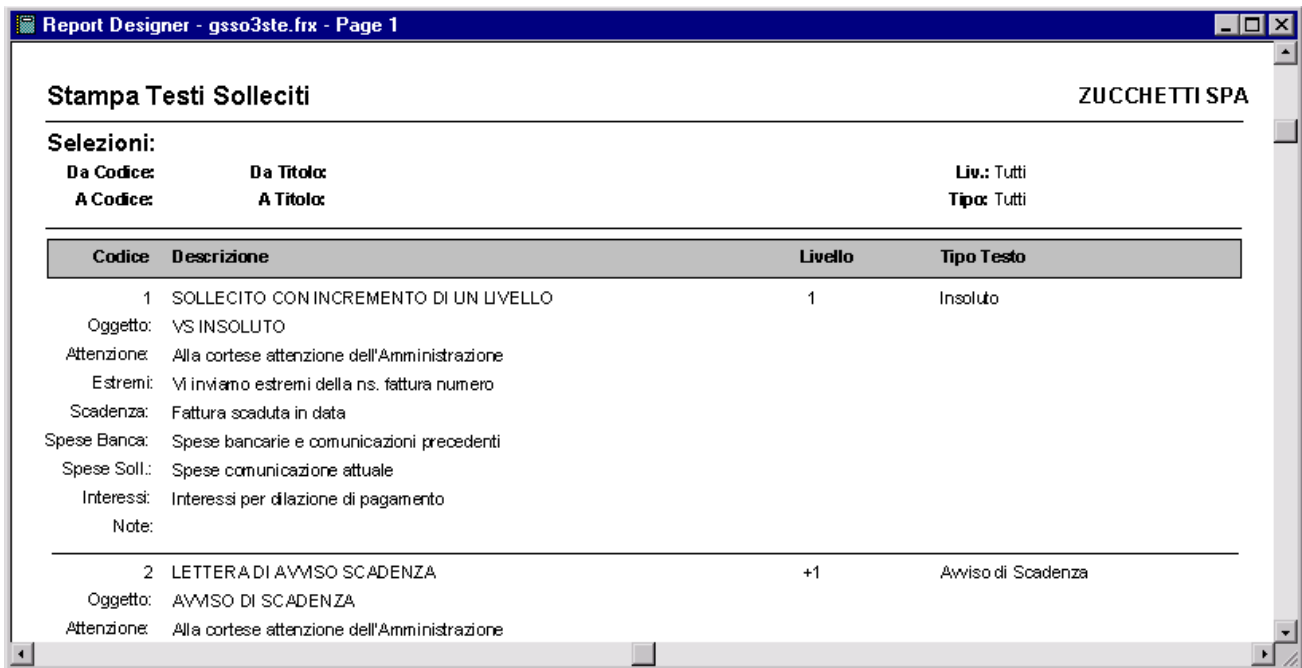 Report Designer - gsso3ste.frx - Page 1
Stampa Testi Solleciti ZUCCHETTI SPA
Selezioni:
Da Codice: Da Titolo: Liv.: Tutti
A Codice: A Titolo: Tipo: Tutti
Codice Descrizione Livello Tipo Testo
1 SOLLECITO CON INCREMENTO DI UN LIVELLO 1 Insoluto
Oggetto: VS INSOLUTO
Attenzione: Alla cortese attenzione dell'Amministrazione
Estremi: Vi inviamo estremi della ns. fattura numero
Scadenza: Fattura scaduta in data
Spese Banca: Spese bancarie e comunicazioni precedenti
Spese Soll.: Spese comunicazione attuale
Interessi: Interessi per dilazione di pagamento
Note:
2 LETTERA DI AVVISO SCADENZA +1 Avviso di Scadenza
Oggetto: AVVISO DI SCADENZA
Attenzione: Alla cortese attenzione dell'Amministrazione